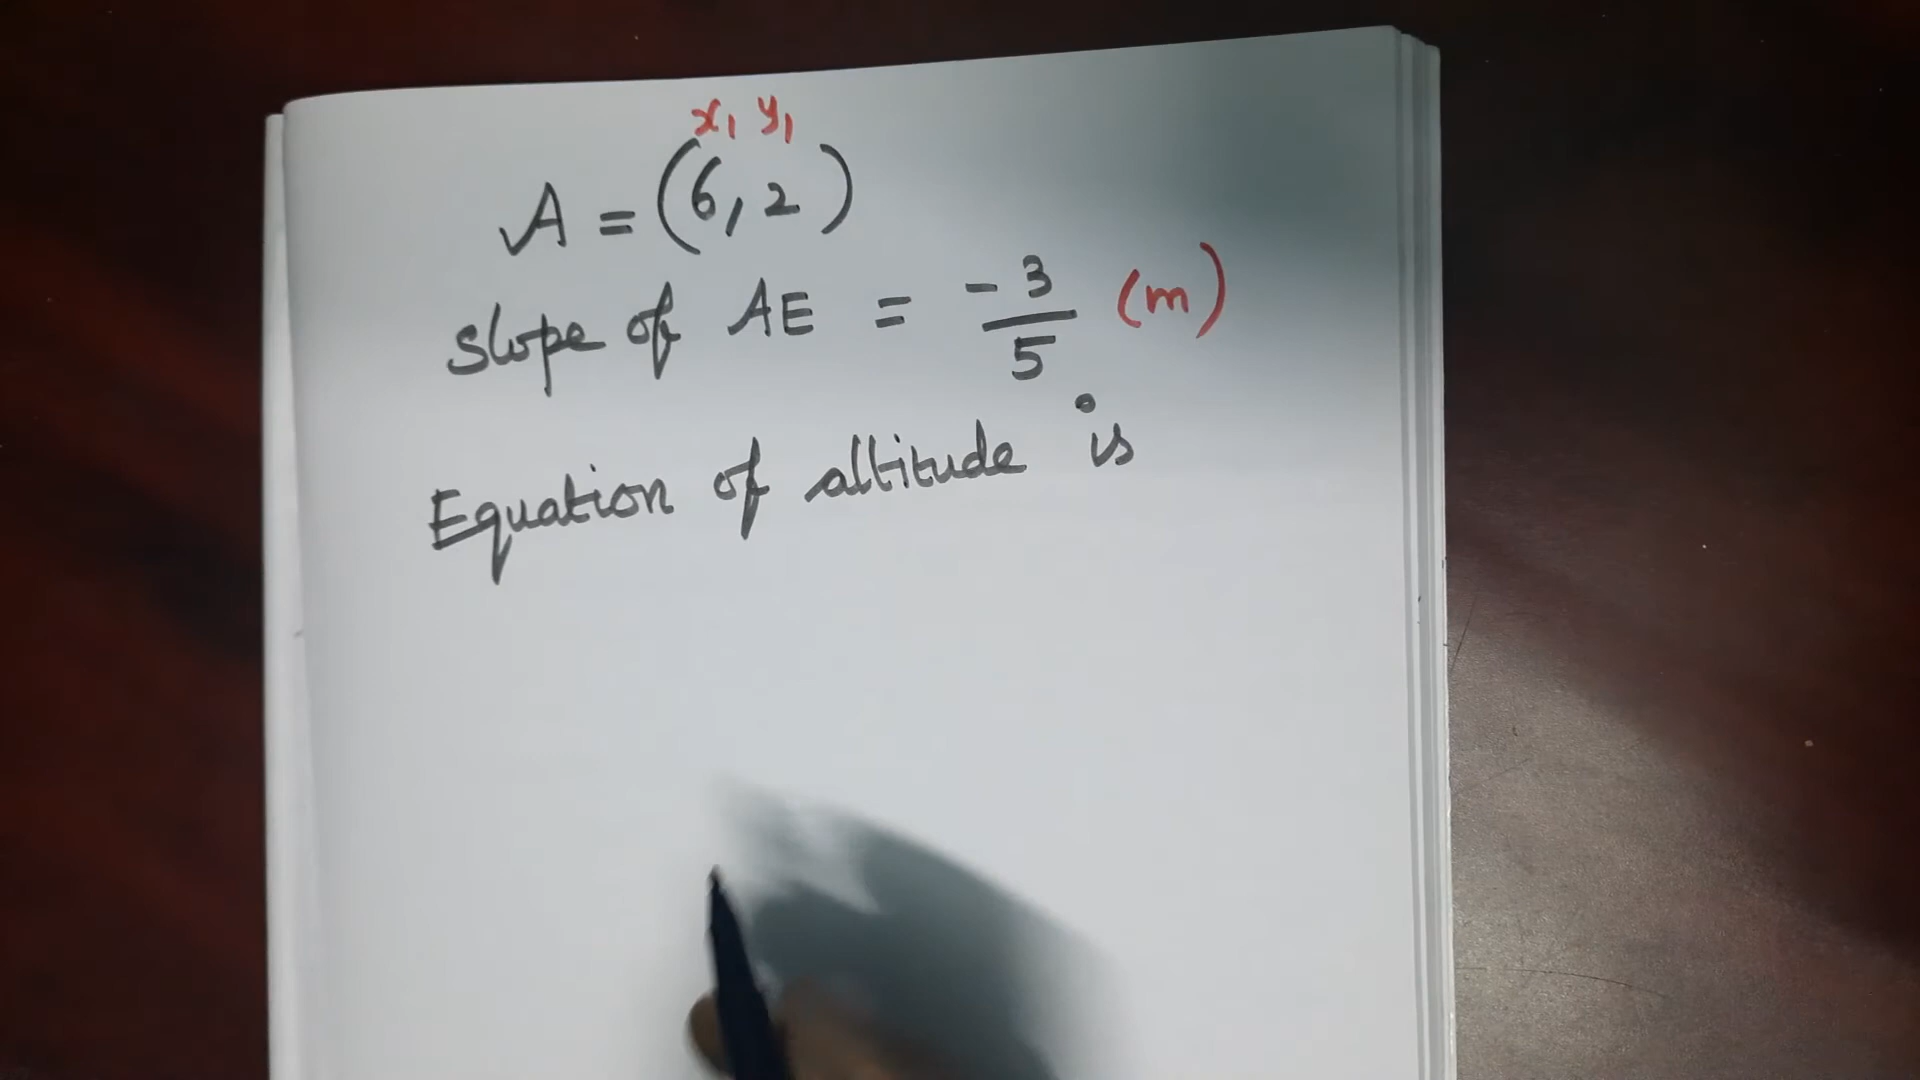 x₁ y₁
A = (6, 2)
Slope of AE = -3/5 (m)
Equation of altitude is